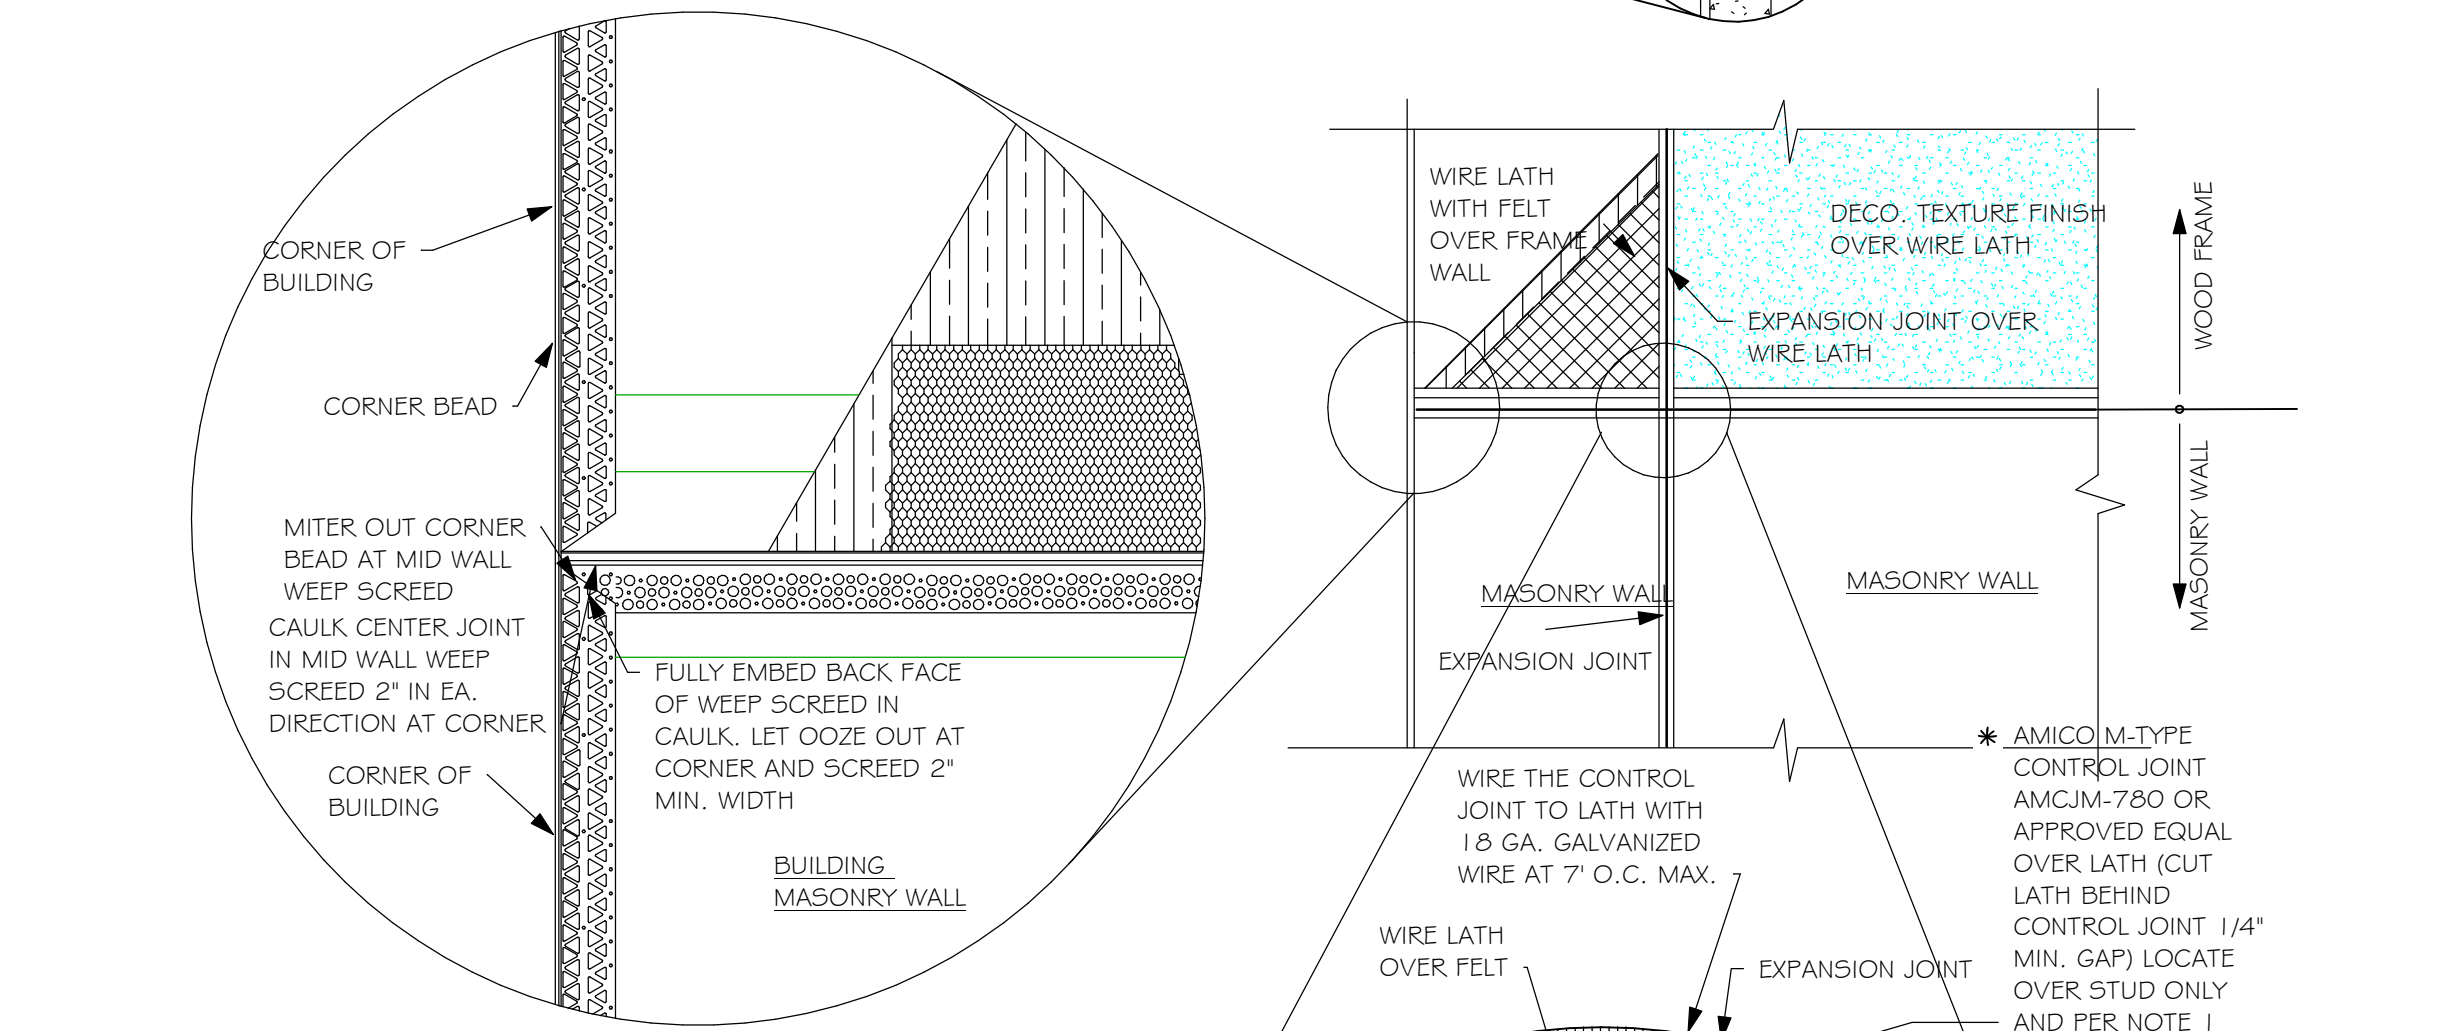 CORNER OF
BUILDING
CORNER BEAD
MITER OUT CORNER
BEAD AT MID WALL
WEEP SCREED
CAULK CENTER JOINT
IN MID WALL WEEP
SCREED 2" IN EA.
DIRECTION AT CORNER
CORNER OF
BUILDING
FULLY EMBED BACK FACE
OF WEEP SCREED IN
CAULK. LET OOZE OUT AT
CORNER AND SCREED 2"
MIN. WIDTH
BUILDING
MASONRY WALL
WIRE LATH
WITH FELT
OVER FRAME
WALL
DECO. TEXTURE FINISH
OVER WIRE LATH
EXPANSION JOINT OVER
WIRE LATH
WOOD FRAME
MASONRY WALL
MASONRY WALL
EXPANSION JOINT
MASONRY WALL
WIRE THE CONTROL
JOINT TO LATH WITH
18 GA. GALVANIZED
WIRE AT 7' O.C. MAX.
WIRE LATH
OVER FELT
EXPANSION JOINT
* AMICO M-TYPE
CONTROL JOINT
AMCJM-780 OR
APPROVED EQUAL
OVER LATH (CUT
LATH BEHIND
CONTROL JOINT 1/4"
MIN. GAP) LOCATE
OVER STUD ONLY
AND PER NOTE 1